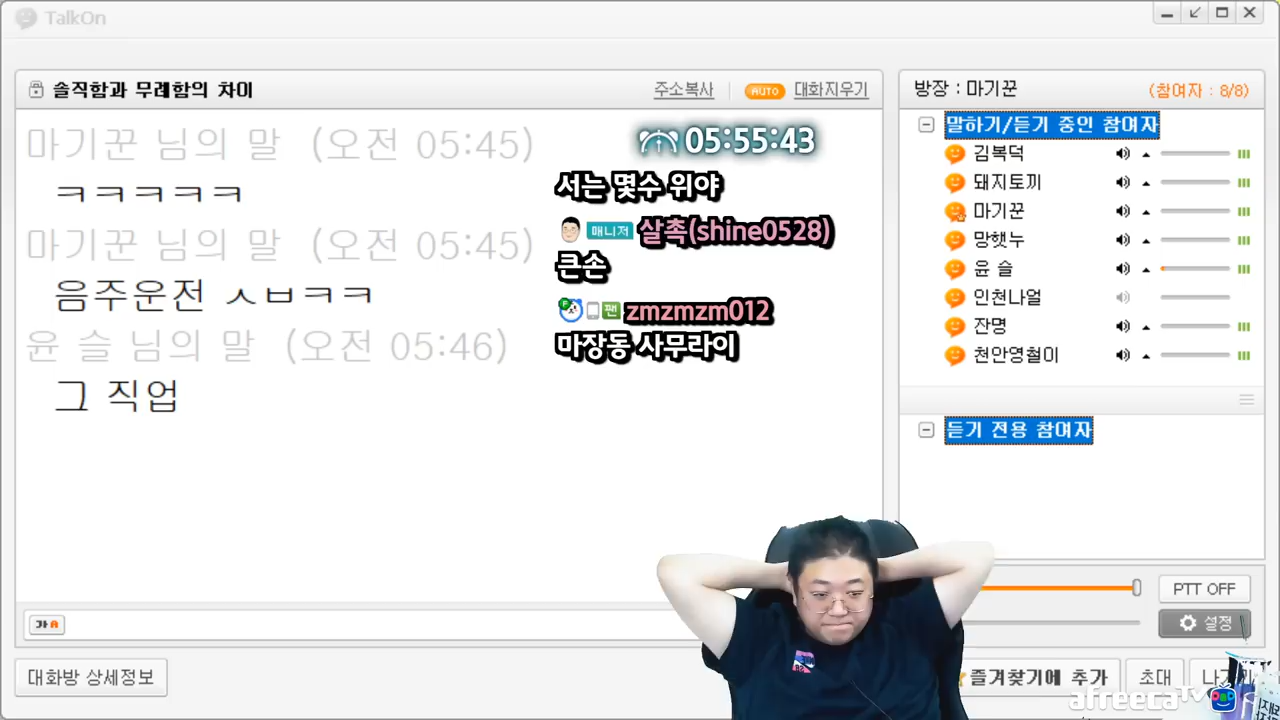 TalkOn
솔직함과 무례함의 차이
주소복사
AUTO
대화지우기
마기꾼 님의 말 (오전 05:45)
ㅋㅋㅋㅋㅋ
마기꾼 님의 말 (오전 05:45)
음주운전 ㅅㅂㅋㅋ
윤 슬 님의 말 (오전 05:46)
그 직업
05:55:43
서는 몇수 위야
매니저 살촉(shine0528)
큰손
F 팬 zmzmzm012
마장동 사무라이
방장 : 마기꾼
(참여자 : 8/8)
말하기/듣기 중인 참여자
김복덕
돼지토끼
마기꾼
망햇누
윤 슬
인천나얼
잔명
천안영철이
듣기 전용 참여자
PTT OFF
설정
가A
대화방 상세정보
즐겨찾기에 추가
초대
afreecaTV